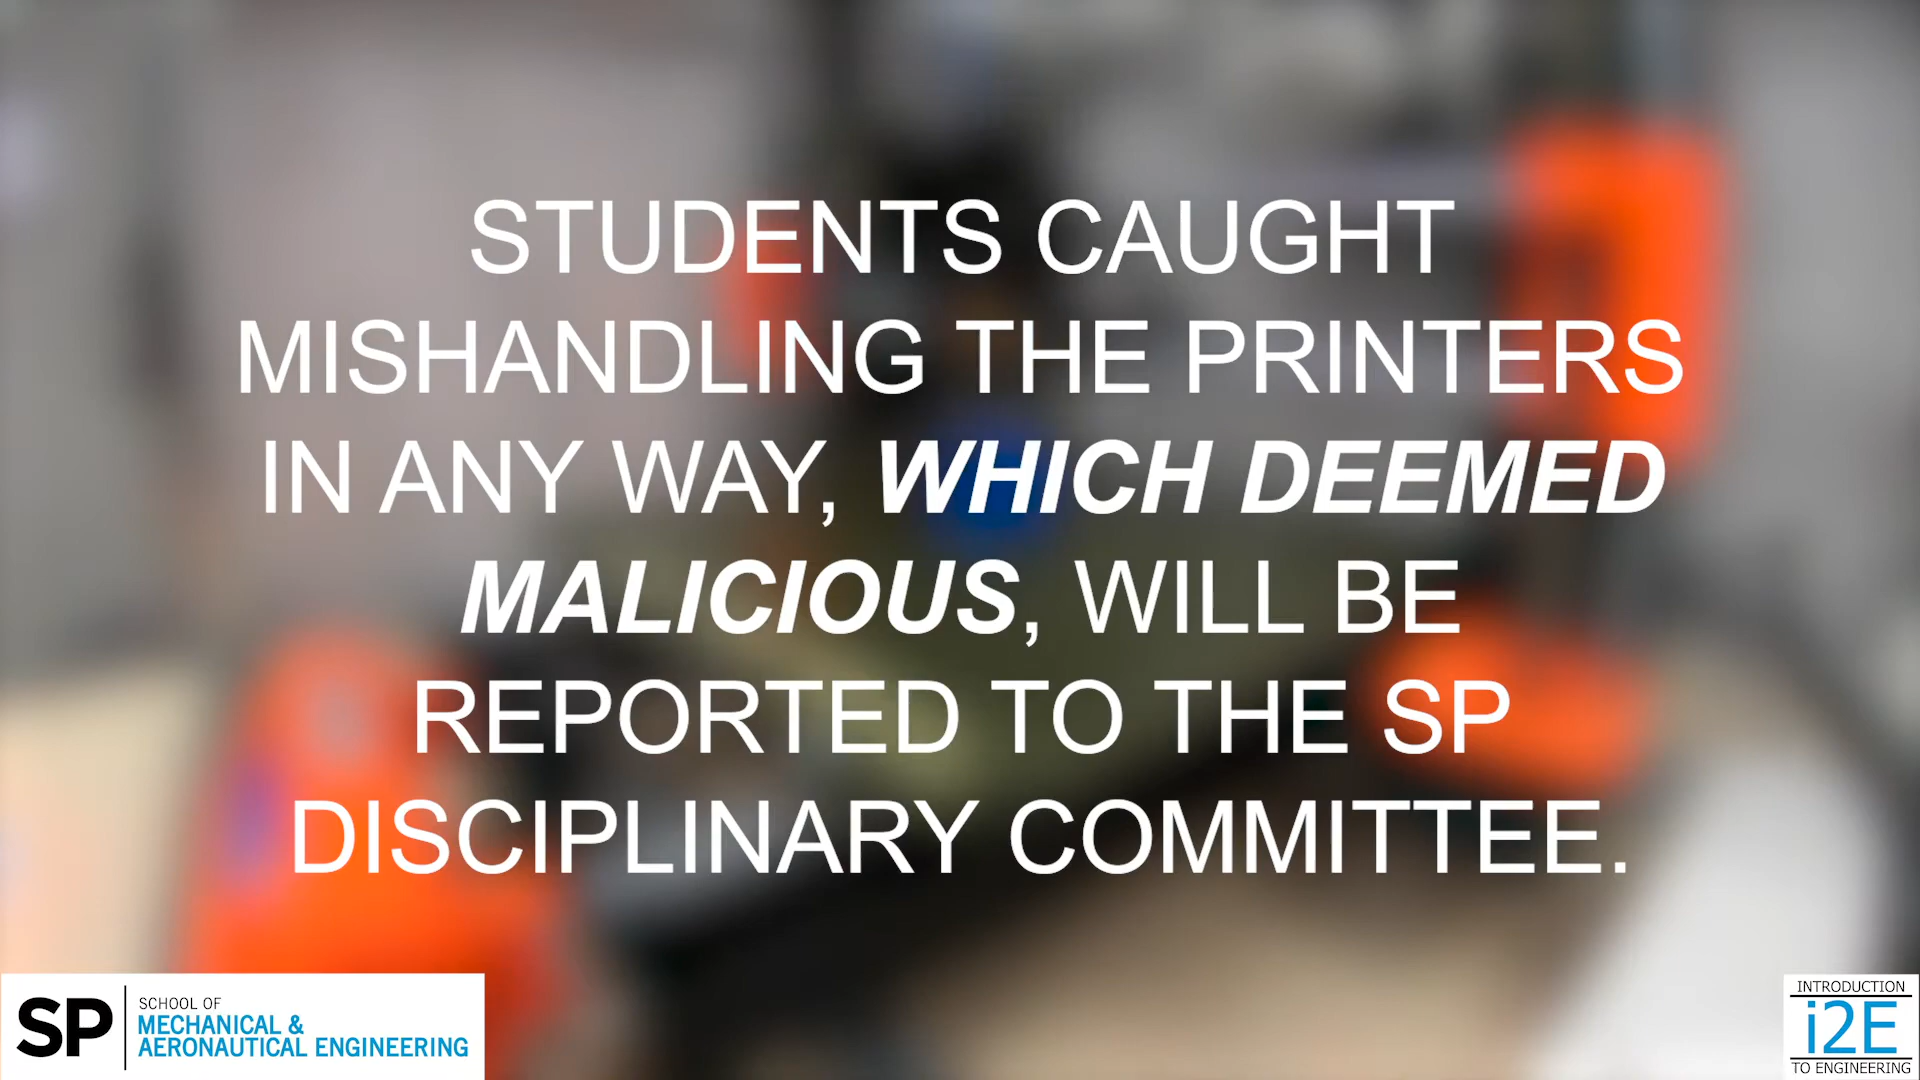 STUDENTS CAUGHT
MISHANDLING THE PRINTERS
IN ANY WAY, WHICH DEEMED
MALICIOUS, WILL BE
REPORTED TO THE SP
DISCIPLINARY COMMITTEE.
SP
SCHOOL OF
MECHANICAL &
AERONAUTICAL ENGINEERING
INTRODUCTION
i2E
TO ENGINEERING